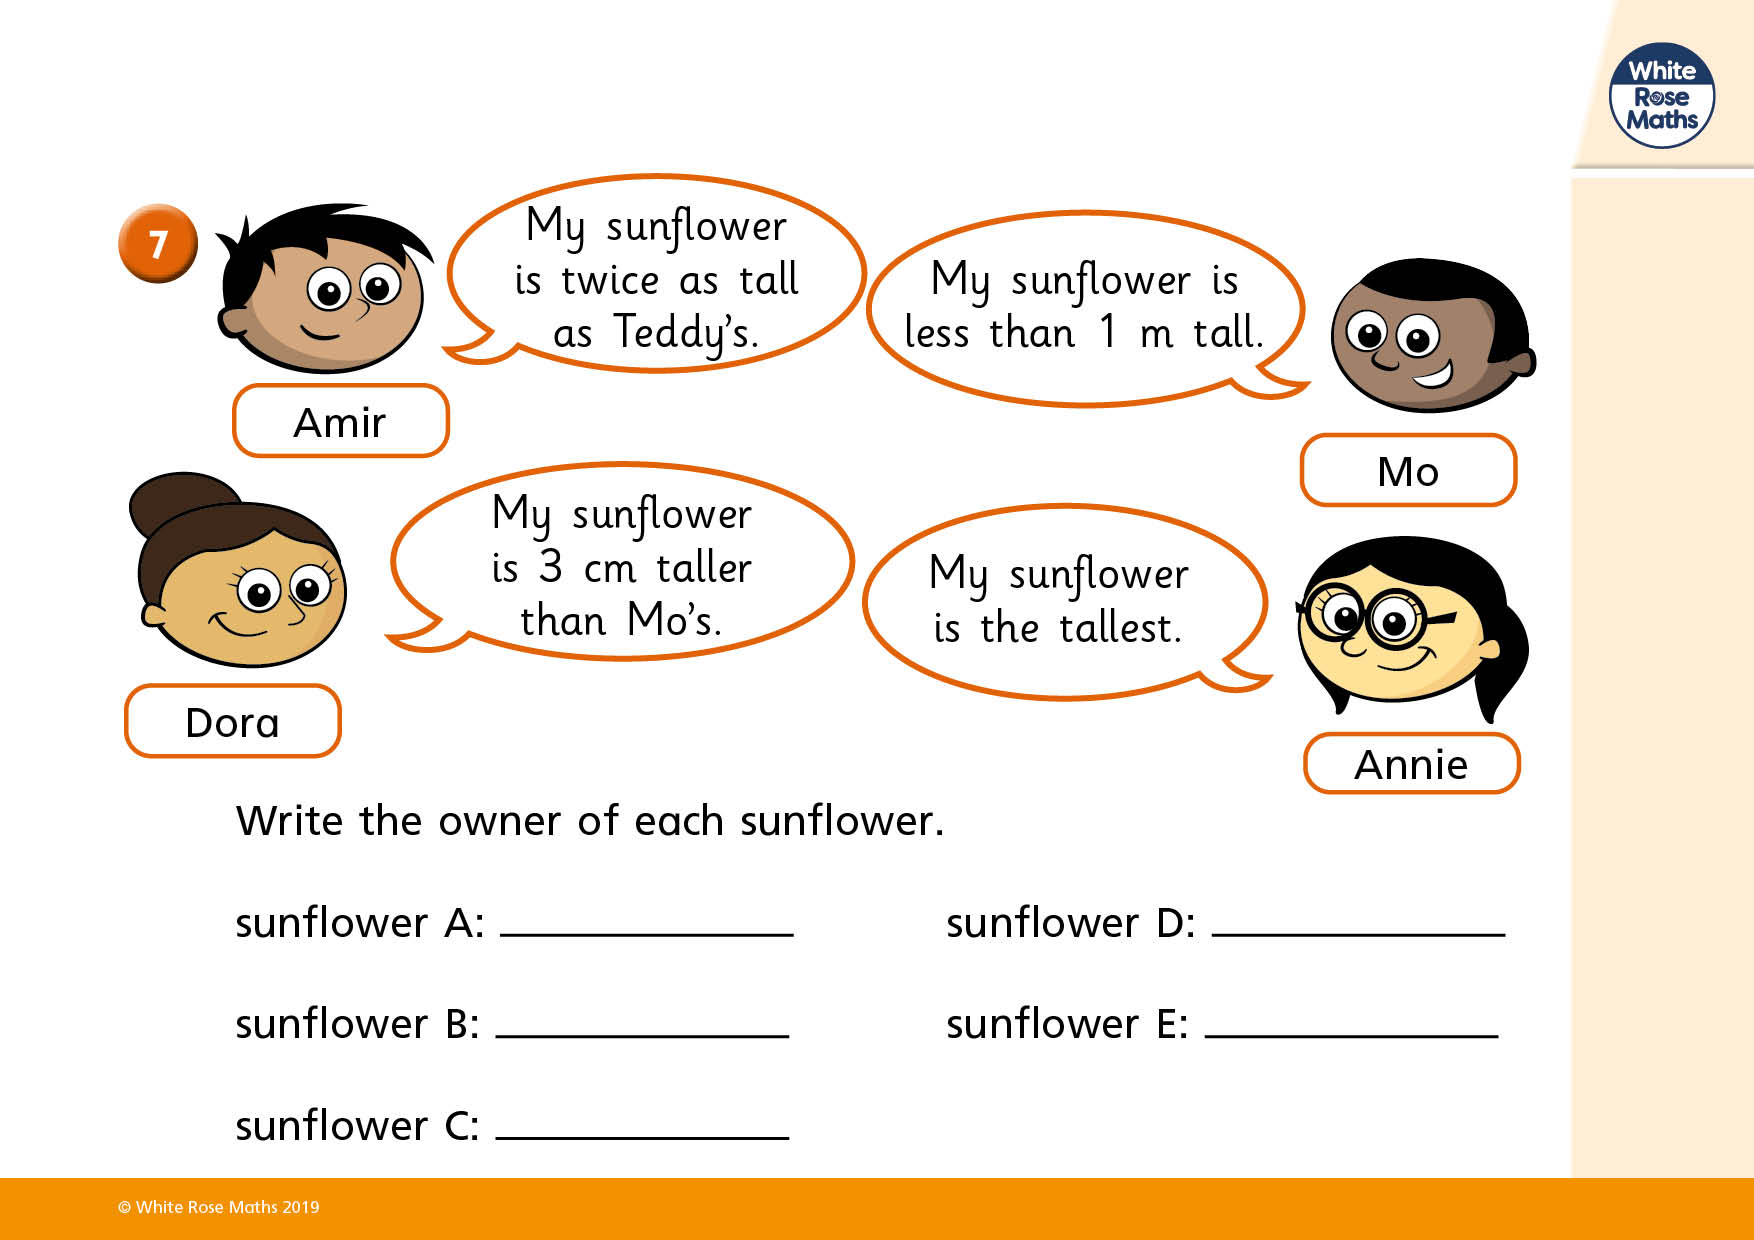 White
Rose
Maths
7
My sunflower
is twice as tall
as Teddy's.
Amir
My sunflower is
less than 1 m tall.
Mo
My sunflower
is 3 cm taller
than Mo's.
Dora
My sunflower
is the tallest.
Annie
Write the owner of each sunflower.
sunflower A:
sunflower D:
sunflower B:
sunflower E:
sunflower C:
© White Rose Maths 2019